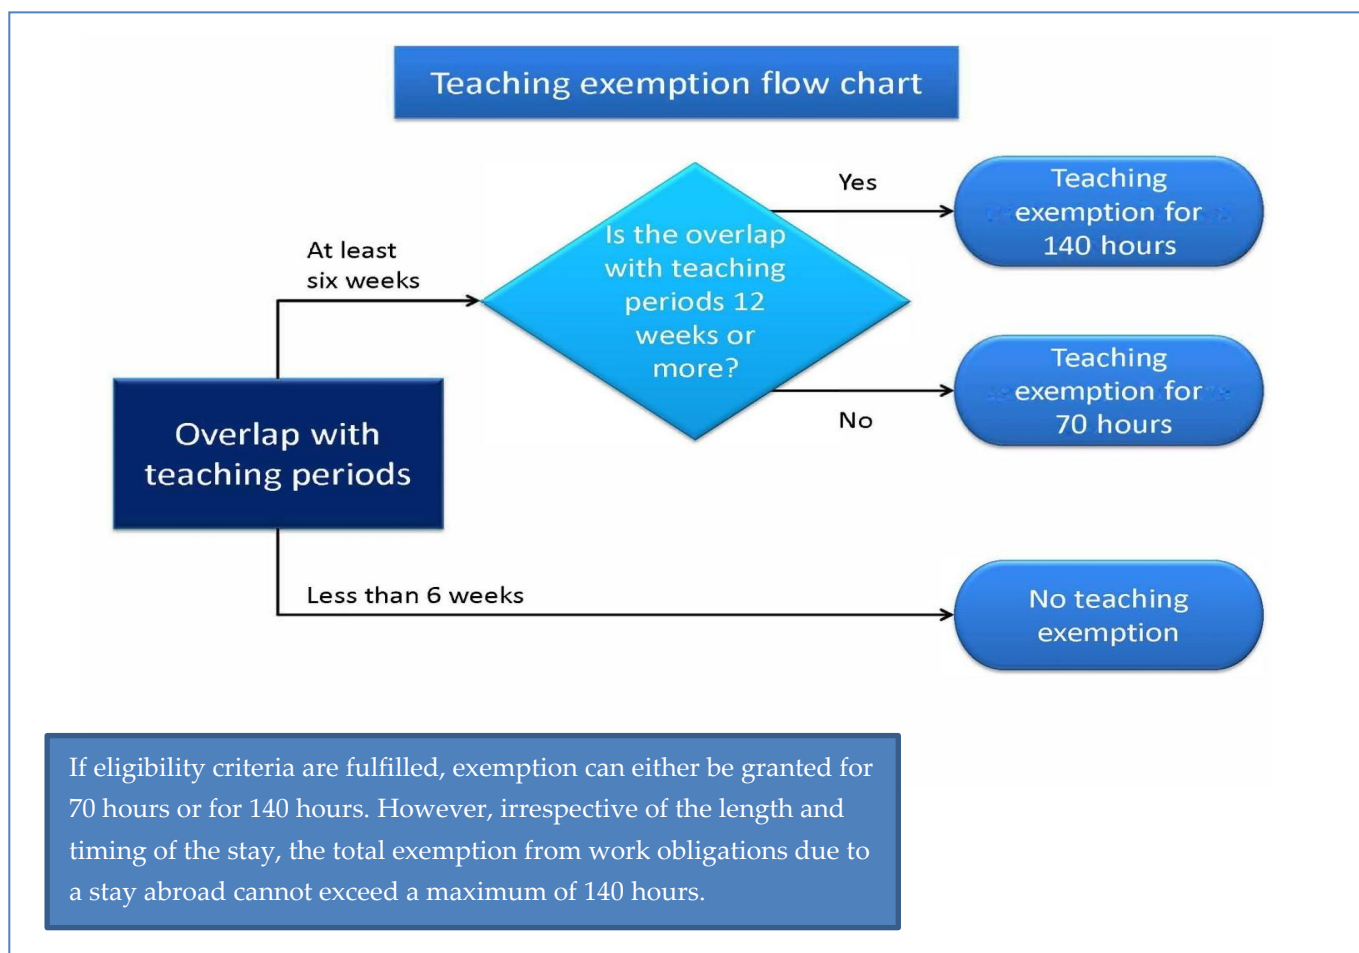 Teaching exemption flow chart
Yes
Teaching
exemption for
140 hours
At least
six weeks
Is the overlap
with teaching
periods 12
weeks or
more?
Teaching
exemption for
70 hours
No
Overlap with
teaching periods
Less than 6 weeks
No teaching
exemption
If eligibility criteria are fulfilled, exemption can either be granted for
70 hours or for 140 hours. However, irrespective of the length and
timing of the stay, the total exemption from work obligations due to
a stay abroad cannot exceed a maximum of 140 hours.